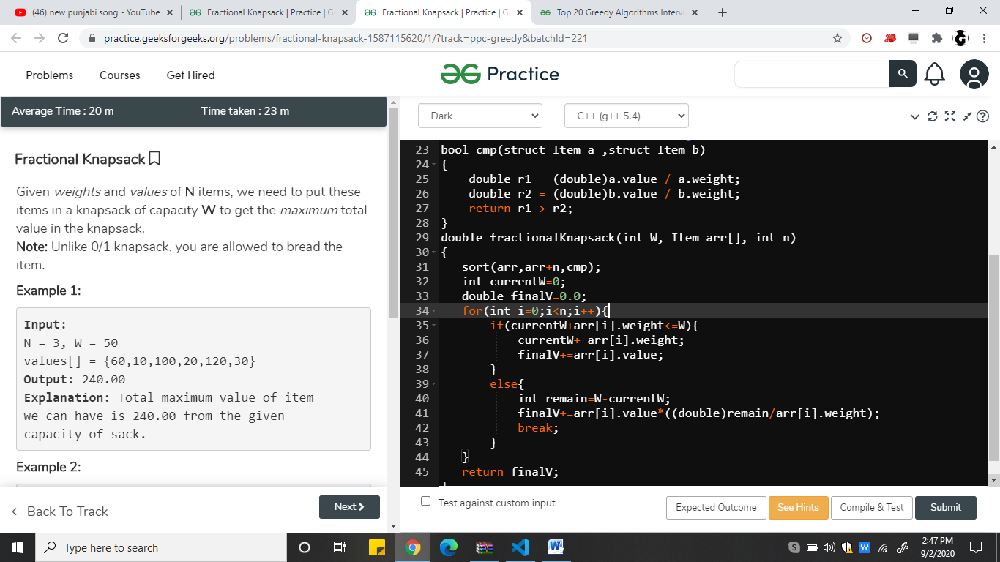 (46) new punjabi song - YouTube
Fractional Knapsack | Practice | G
Fractional Knapsack | Practice | G
Top 20 Greedy Algorithms Intervi
practice.geeksforgeeks.org/problems/fractional-knapsack-1587115620/1/?track=ppc-greedy&batchId=221
Problems
Courses
Get Hired
Practice
Average Time : 20 m
Time taken : 23 m
Dark
C++ (g++ 5.4)
Fractional Knapsack
Given weights and values of N items, we need to put these
items in a knapsack of capacity W to get the maximum total
value in the knapsack.
Note: Unlike 0/1 knapsack, you are allowed to bread the
item.
Example 1:
Input:
N = 3, W = 50
values[] = {60,10,100,20,120,30}
Output: 240.00
Explanation: Total maximum value of item
we can have is 240.00 from the given
capacity of sack.
Example 2:
Back To Track
Next
23 bool cmp(struct Item a ,struct Item b)
24 {
25 double r1 = (double)a.value / a.weight;
26 double r2 = (double)b.value / b.weight;
27 return r1 > r2;
28 }
29 double fractionalKnapsack(int W, Item arr[], int n)
30 {
31 sort(arr,arr+n,cmp);
32 int currentW=0;
33 double finalV=0.0;
34 for(int i=0;i<n;i++){
35 if(currentW+arr[i].weight<=W){
36 currentW+=arr[i].weight;
37 finalV+=arr[i].value;
38 }
39 else{
40 int remain=W-currentW;
41 finalV+=arr[i].value*((double)remain/arr[i].weight);
42 break;
43 }
44 }
45 return finalV;
Test against custom input
Expected Outcome
See Hints
Compile & Test
Submit
Type here to search
2:47 PM
9/2/2020